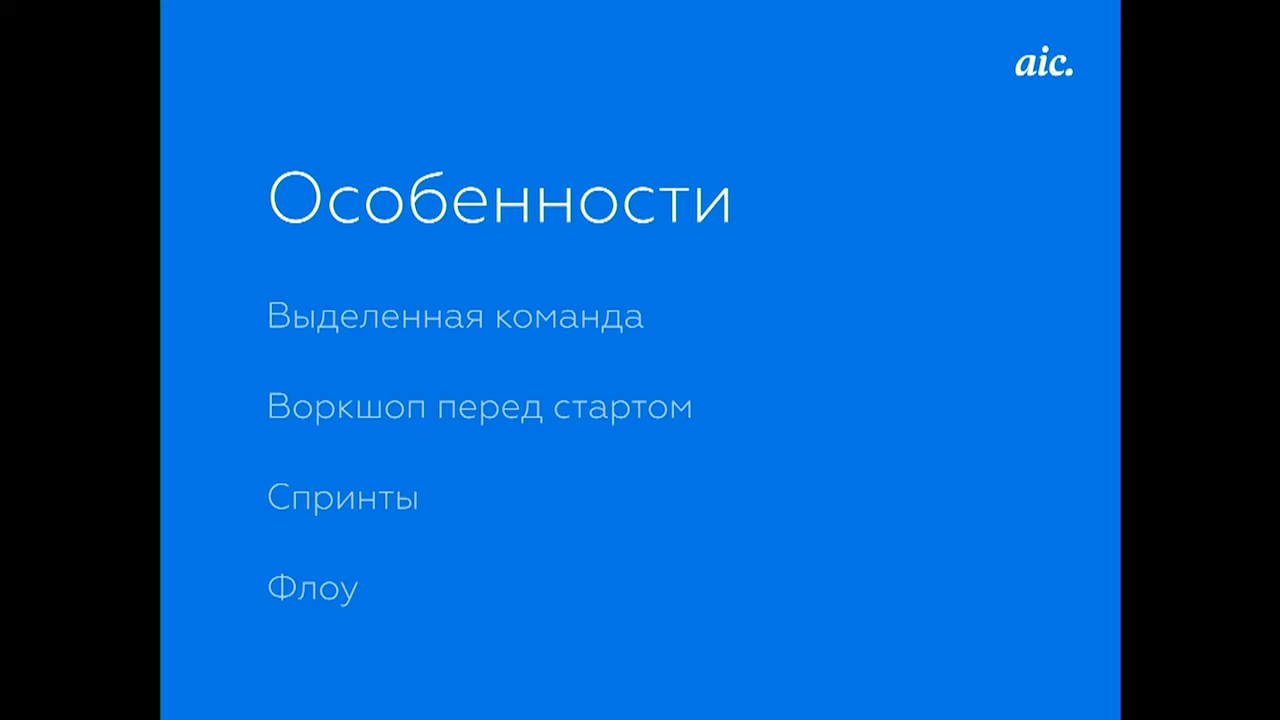 aic.
Особенности
Выделенная команда
Воркшоп перед стартом
Спринты
Флоу